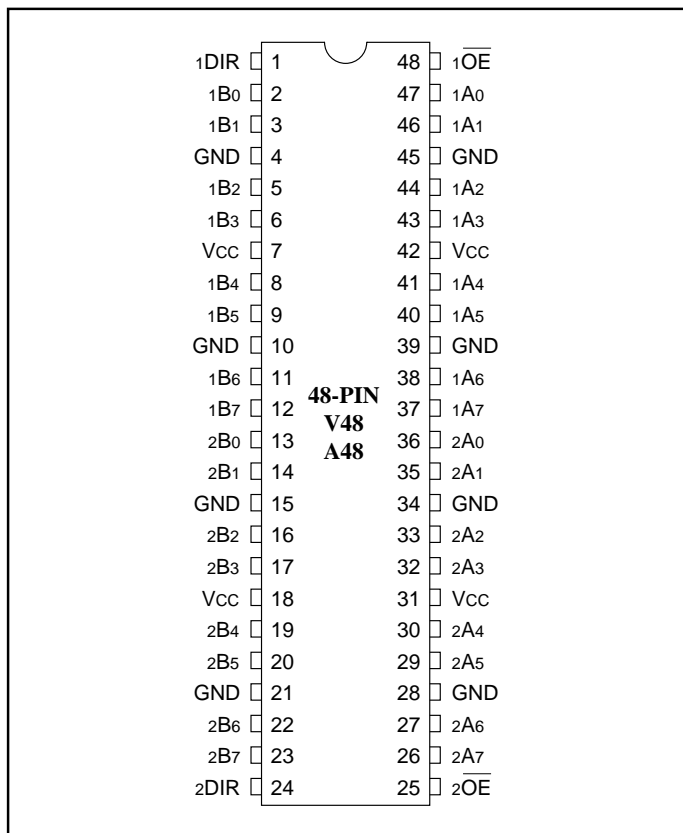 1DIR 1 48 1O̅E̅
1B0 2 47 1A0
1B1 3 46 1A1
GND 4 45 GND
1B2 5 44 1A2
1B3 6 43 1A3
VCC 7 42 VCC
1B4 8 41 1A4
1B5 9 40 1A5
GND 10 39 GND
1B6 11 38 1A6
1B7 12 37 1A7
2B0 13 36 2A0
2B1 14 35 2A1
GND 15 34 GND
2B2 16 33 2A2
2B3 17 32 2A3
VCC 18 31 VCC
2B4 19 30 2A4
2B5 20 29 2A5
GND 21 28 GND
2B6 22 27 2A6
2B7 23 26 2A7
2DIR 24 25 2O̅E̅
48-PIN
V48
A48